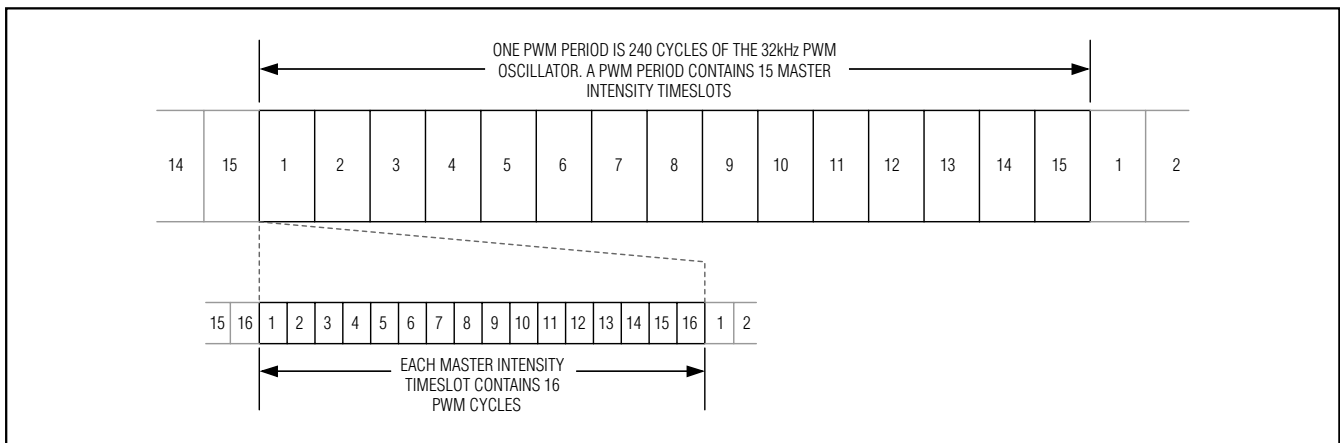 ONE PWM PERIOD IS 240 CYCLES OF THE 32kHz PWM
OSCILLATOR. A PWM PERIOD CONTAINS 15 MASTER
INTENSITY TIMESLOTS
14 15 1 2 3 4 5 6 7 8 9 10 11 12 13 14 15 1 2
15 16 1 2 3 4 5 6 7 8 9 10 11 12 13 14 15 16 1 2
EACH MASTER INTENSITY
TIMESLOT CONTAINS 16
PWM CYCLES